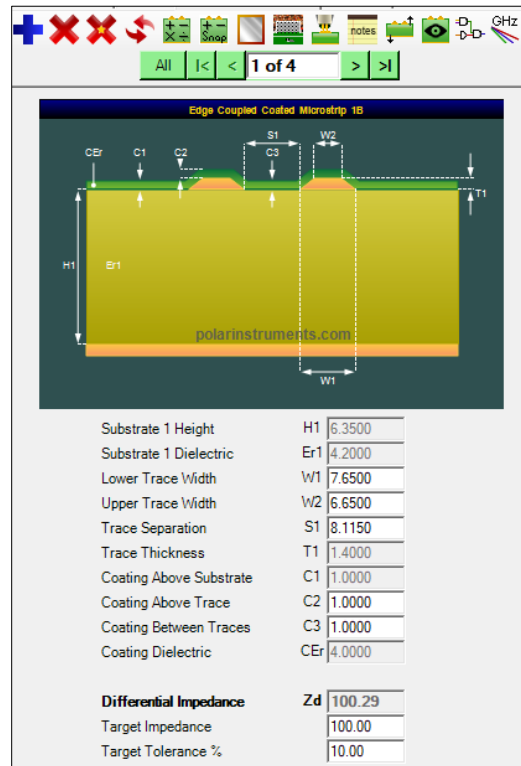 notes
GHz
Snap
All |< < 1 of 4 > >|
Edge Coupled Coated Microstrip 1B
S1 W2
CEr C1 C2 C3
T1
H1 Er1
polarinstruments.com
W1
Substrate 1 Height H1 6.3500
Substrate 1 Dielectric Er1 4.2000
Lower Trace Width W1 7.6500
Upper Trace Width W2 6.6500
Trace Separation S1 8.1150
Trace Thickness T1 1.4000
Coating Above Substrate C1 1.0000
Coating Above Trace C2 1.0000
Coating Between Traces C3 1.0000
Coating Dielectric CEr 4.0000
Differential Impedance Zd 100.29
Target Impedance 100.00
Target Tolerance % 10.00